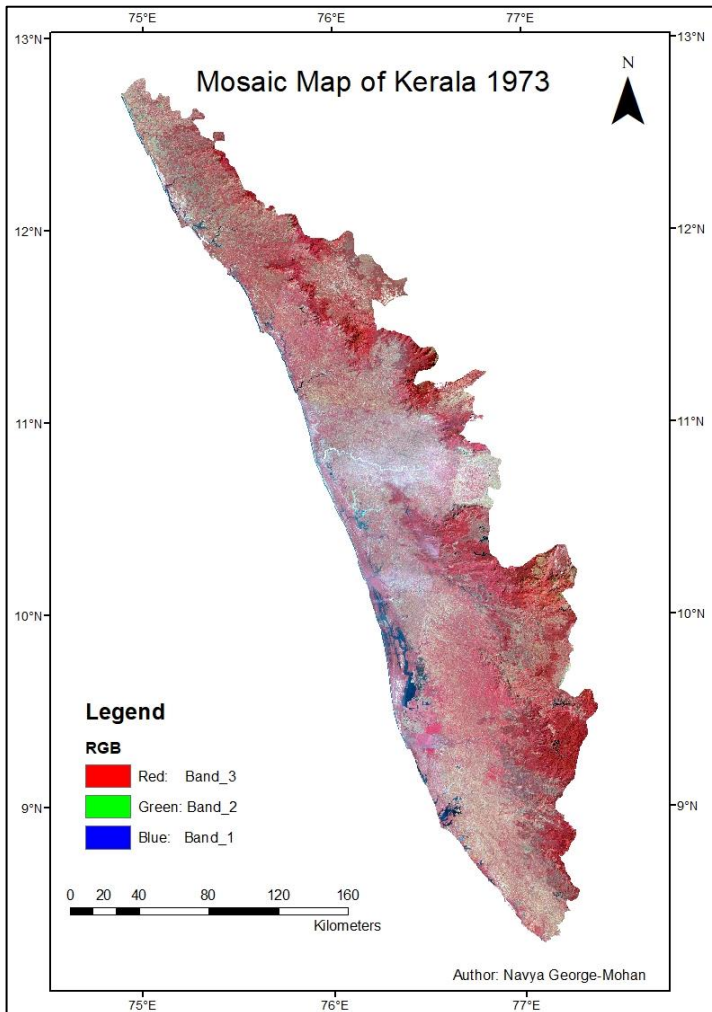 75°E 76°E 77°E
13°N 13°N
Mosaic Map of Kerala 1973
N
12°N 12°N
11°N 11°N
10°N 10°N
Legend
RGB
Red: Band_3
Green: Band_2
Blue: Band_1
9°N 9°N
0 20 40 80 120 160
Kilometers
Author: Navya George-Mohan
75°E 76°E 77°E